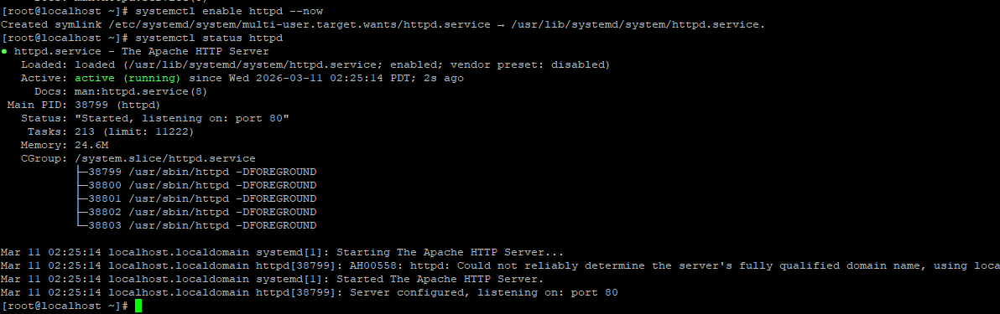 [root@localhost ~]# systemctl enable httpd --now
Created symlink /etc/systemd/system/multi-user.target.wants/httpd.service → /usr/lib/systemd/system/httpd.service.
[root@localhost ~]# systemctl status httpd
● httpd.service - The Apache HTTP Server
   Loaded: loaded (/usr/lib/systemd/system/httpd.service; enabled; vendor preset: disabled)
   Active: active (running) since Wed 2026-03-11 02:25:14 PDT; 2s ago
     Docs: man:httpd.service(8)
 Main PID: 38799 (httpd)
   Status: "Started, listening on: port 80"
    Tasks: 213 (limit: 11222)
   Memory: 24.6M
   CGroup: /system.slice/httpd.service
           ├─38799 /usr/sbin/httpd -DFOREGROUND
           ├─38800 /usr/sbin/httpd -DFOREGROUND
           ├─38801 /usr/sbin/httpd -DFOREGROUND
           ├─38802 /usr/sbin/httpd -DFOREGROUND
           └─38803 /usr/sbin/httpd -DFOREGROUND

Mar 11 02:25:14 localhost.localdomain systemd[1]: Starting The Apache HTTP Server...
Mar 11 02:25:14 localhost.localdomain httpd[38799]: AH00558: httpd: Could not reliably determine the server's fully qualified domain name, using loca
Mar 11 02:25:14 localhost.localdomain systemd[1]: Started The Apache HTTP Server.
Mar 11 02:25:14 localhost.localdomain httpd[38799]: Server configured, listening on: port 80
[root@localhost ~]#